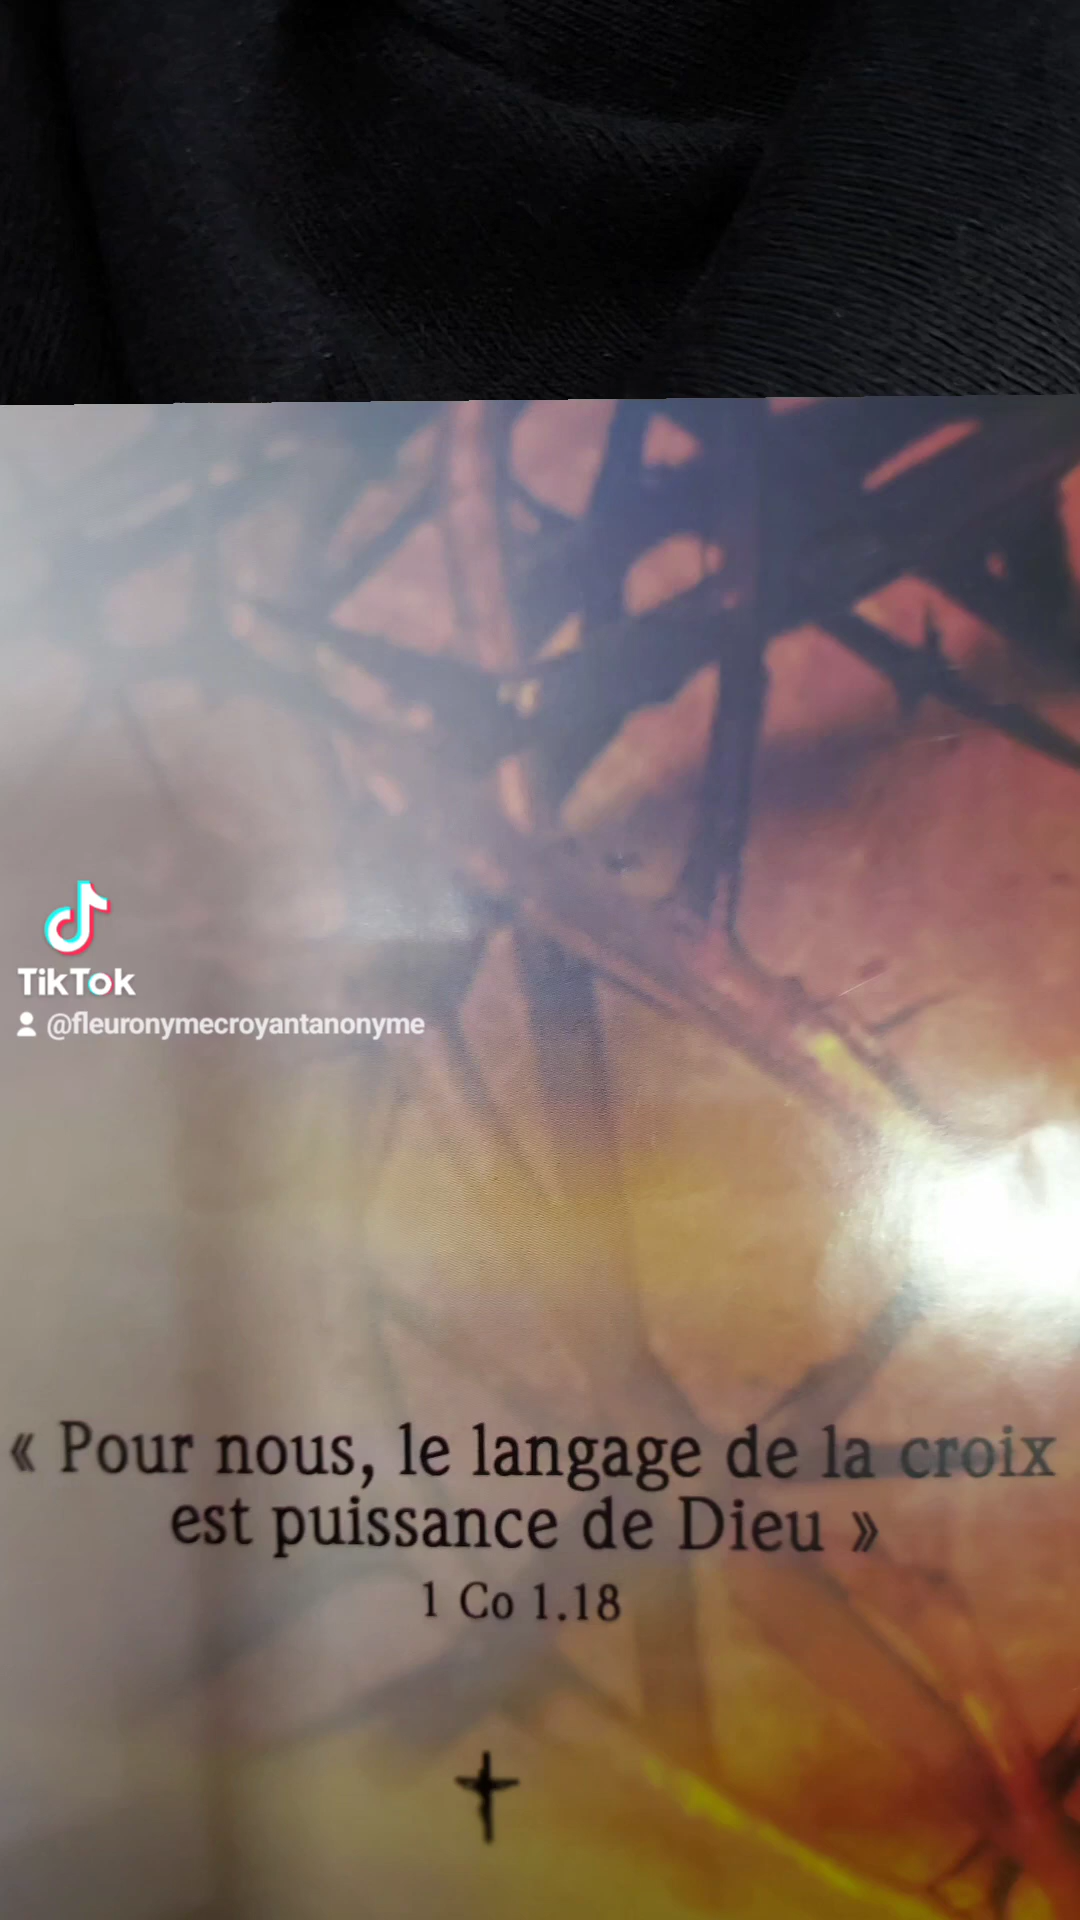 TikTok
@fleuronymecroyantanonyme
« Pour nous, le langage de la croix
est puissance de Dieu »
1 Co 1.18